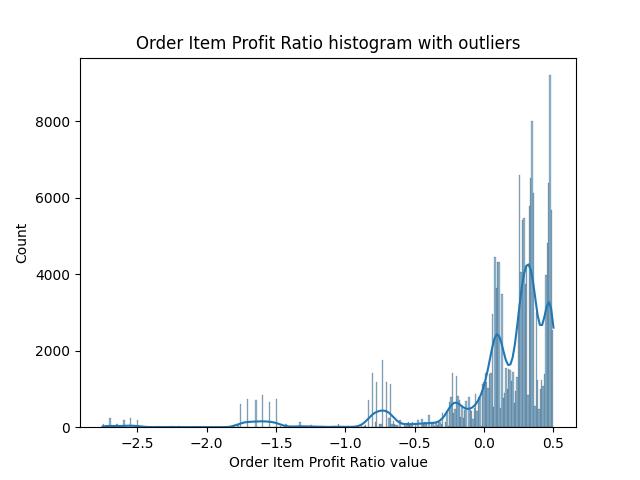 Order Item Profit Ratio histogram with outliers
Count
8000
6000
4000
2000
0
−2.5 −2.0 −1.5 −1.0 −0.5 0.0 0.5
Order Item Profit Ratio value